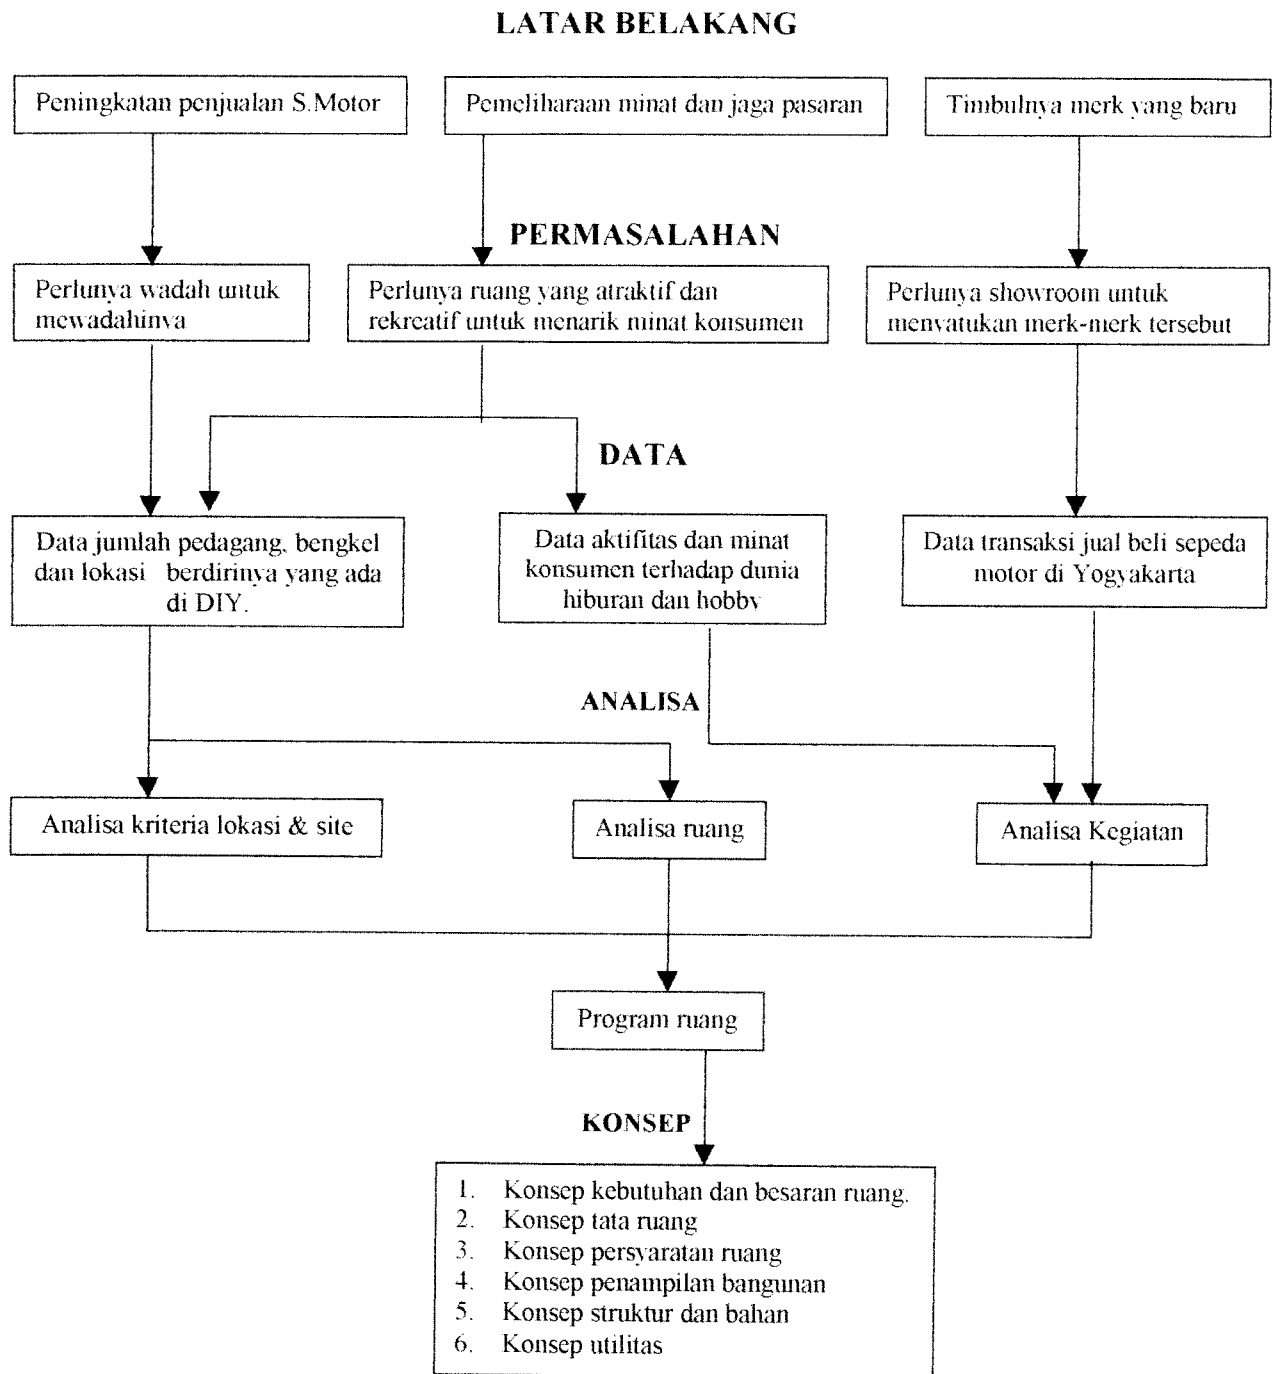 LATAR BELAKANG
Peningkatan penjualan S.Motor
Pemeliharaan minat dan jaga pasaran
Timbulnya merk yang baru
PERMASALAHAN
Perlunya wadah untuk
mewadahinya
Perlunya ruang yang atraktif dan
rekreatif untuk menarik minat konsumen
Perlunya showroom untuk
menyatukan merk-merk tersebut
DATA
Data jumlah pedagang, bengkel
dan lokasi berdirinya yang ada
di DIY.
Data aktifitas dan minat
konsumen terhadap dunia
hiburan dan hobby
Data transaksi jual beli sepeda
motor di Yogyakarta
ANALISA
Analisa kriteria lokasi & site
Analisa ruang
Analisa Kegiatan
Program ruang
KONSEP
1. Konsep kebutuhan dan besaran ruang.
2. Konsep tata ruang
3. Konsep persyaratan ruang
4. Konsep penampilan bangunan
5. Konsep struktur dan bahan
6. Konsep utilitas